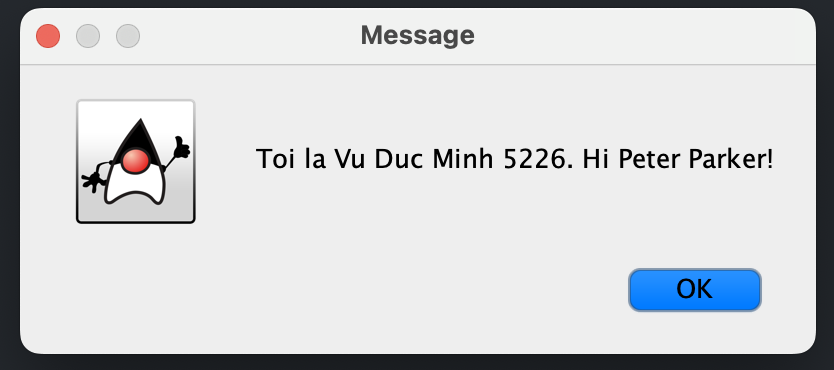 Message
Toi la Vu Duc Minh 5226. Hi Peter Parker!
OK